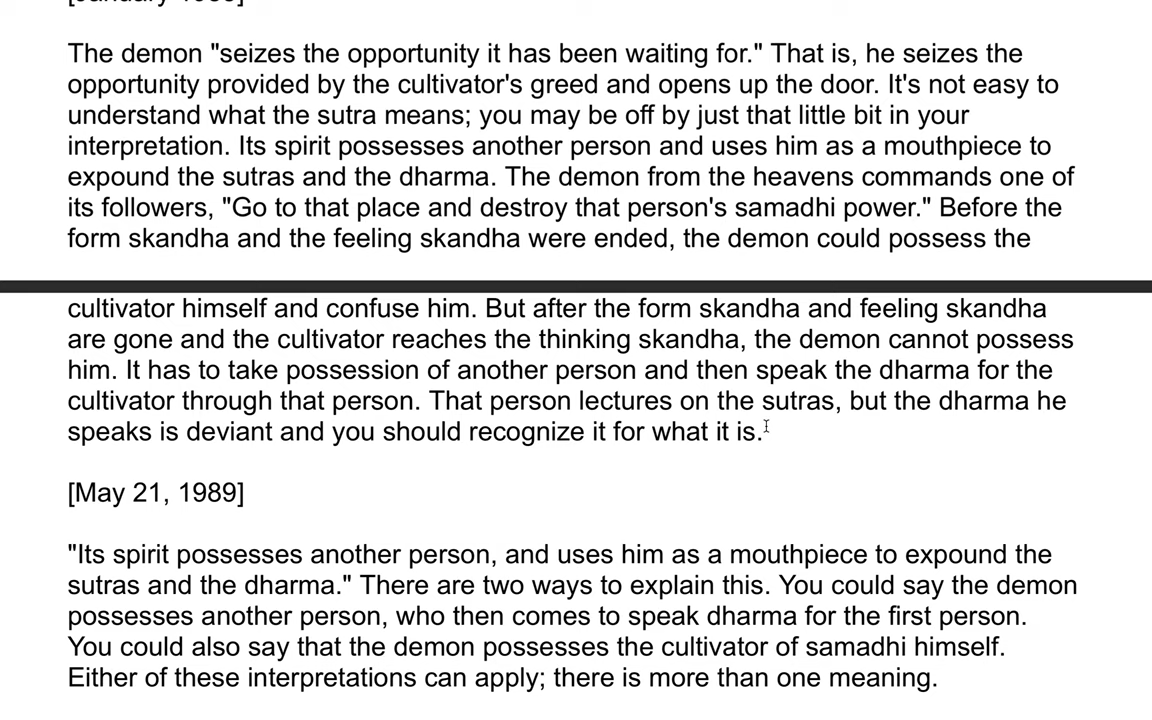 The demon "seizes the opportunity it has been waiting for." That is, he seizes the
opportunity provided by the cultivator's greed and opens up the door. It's not easy to
understand what the sutra means; you may be off by just that little bit in your
interpretation. Its spirit possesses another person and uses him as a mouthpiece to
expound the sutras and the dharma. The demon from the heavens commands one of
its followers, "Go to that place and destroy that person's samadhi power." Before the
form skandha and the feeling skandha were ended, the demon could possess the
cultivator himself and confuse him. But after the form skandha and feeling skandha
are gone and the cultivator reaches the thinking skandha, the demon cannot possess
him. It has to take possession of another person and then speak the dharma for the
cultivator through that person. That person lectures on the sutras, but the dharma he
speaks is deviant and you should recognize it for what it is.
[May 21, 1989]
"Its spirit possesses another person, and uses him as a mouthpiece to expound the
sutras and the dharma." There are two ways to explain this. You could say the demon
possesses another person, who then comes to speak dharma for the first person.
You could also say that the demon possesses the cultivator of samadhi himself.
Either of these interpretations can apply; there is more than one meaning.